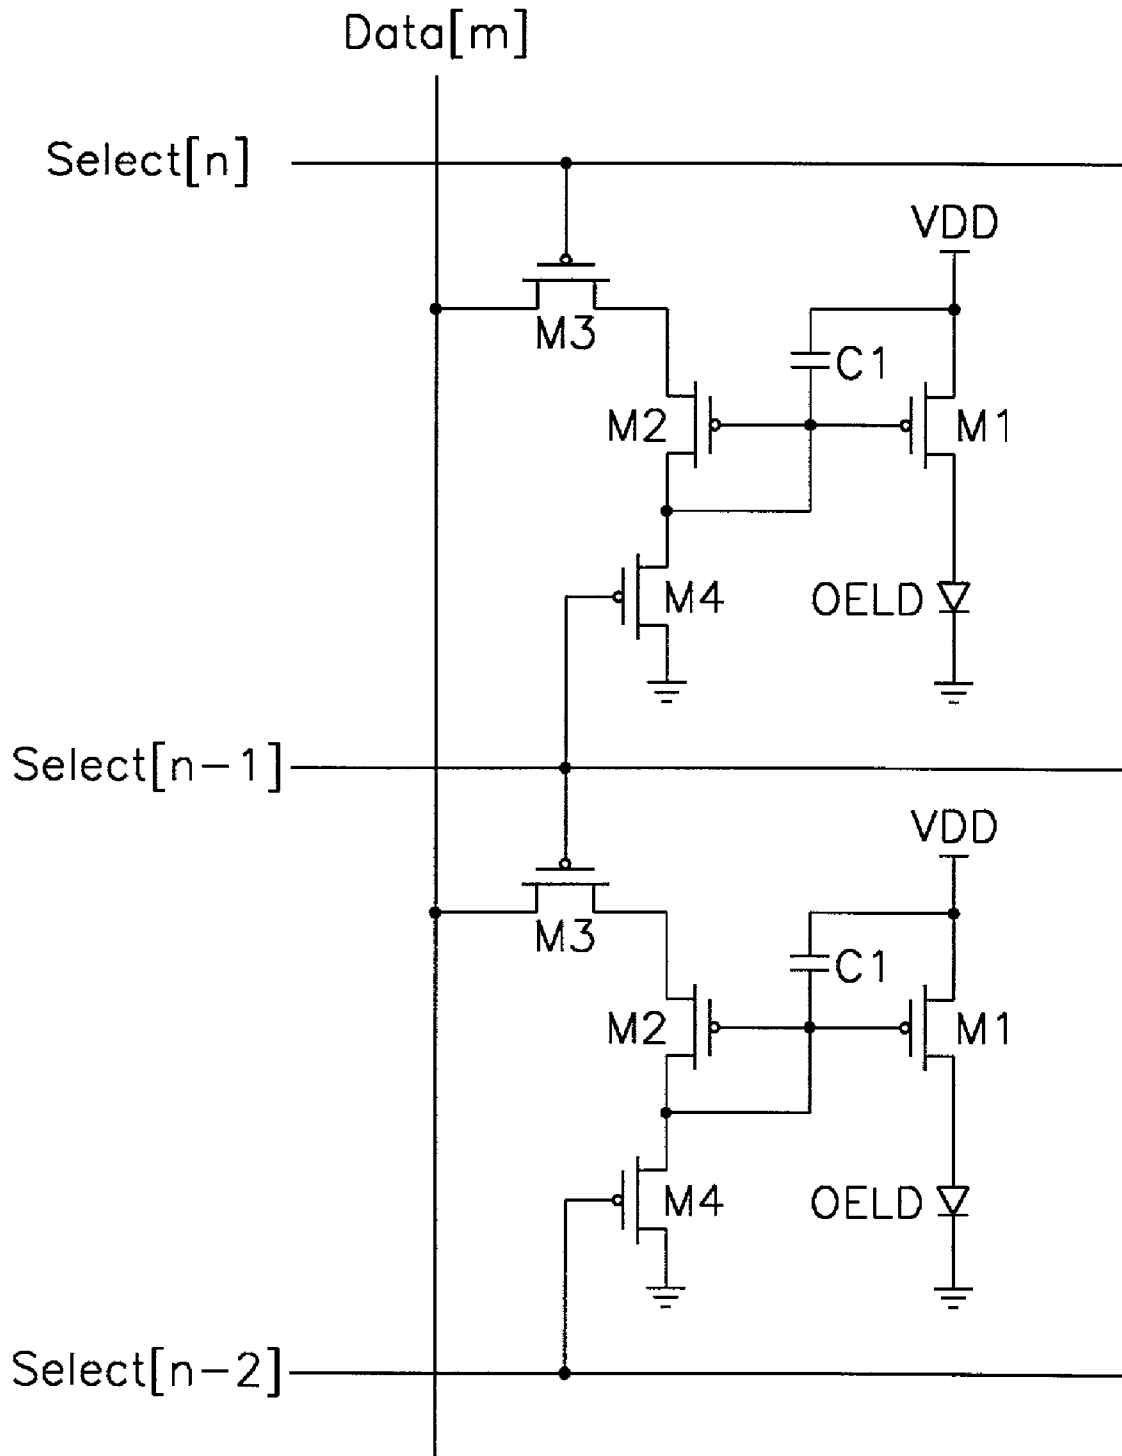 Data[m]
Select[n]
VDD
M3
C1
M2
M1
M4
OELD
Select[n-1]
VDD
M3
C1
M2
M1
M4
OELD
Select[n-2]